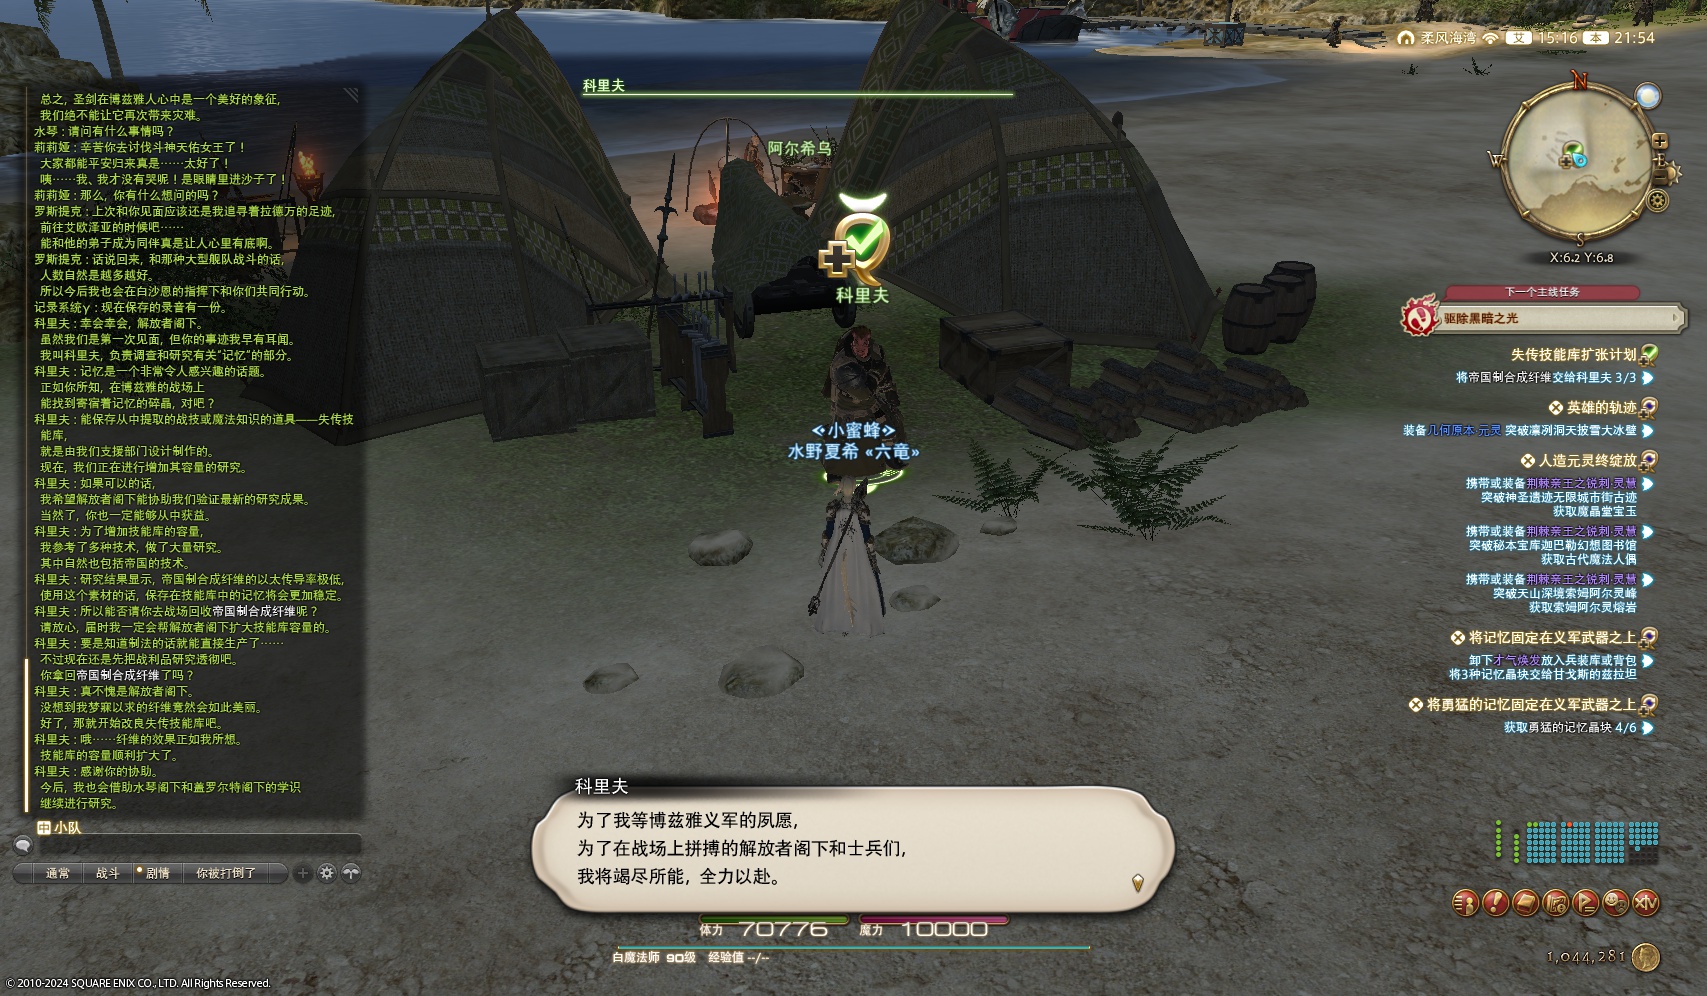 总之，圣剑在博兹雅人心中是一个美好的象征，
我们绝不能让它再次带来灾难。
水琴：请问有什么事情吗？
莉莉娅：辛苦你去讨伐斗神天佑女王了！
大家都能平安归来真是……太好了！
咦……我、我才没有哭呢！是眼睛里进沙子了！
莉莉娅：那么，你有什么想问的吗？
罗斯提克：上次和你见面应该还是我追寻着拉德万的足迹，
前往艾欧泽亚的时候吧……
能和他的弟子成为同伴真是让人心里有底啊。
罗斯提克：话说回来，和那种大型舰队战斗的话，
人数自然是越多越好。
所以今后我也会在白沙恩的指挥下和你们共同行动。
记录系统γ：现在保存的录音有一份。
科里夫：幸会幸会，解放者阁下。
虽然我们是第一次见面，但你的事迹我早有耳闻。
我叫科里夫，负责调查和研究有关“记忆”的部分。
科里夫：记忆是一个非常令人感兴趣的话题。
正如你所知，在博兹雅的战场上
能找到寄宿着记忆的碎晶，对吧？
科里夫：能保存从中提取的战技或魔法知识的道具——失传技
能库，
就是由我们支援部门设计制作的。
现在，我们正在进行增加其容量的研究。
科里夫：如果可以的话，
我希望解放者阁下能协助我们验证最新的研究成果。
当然了，你也一定能够从中获益。
科里夫：为了增加技能库的容量，
我参考了多种技术，做了大量研究。
其中自然也包括帝国的技术。
科里夫：研究结果显示，帝国制合成纤维的以太传导率极低，
使用这个素材的话，保存在技能库中的记忆将会更加稳定。
科里夫：所以能否请你去战场回收帝国制合成纤维呢？
请放心，届时我一定会帮解放者阁下扩大技能库容量的。
科里夫：要是知道制法的话就能直接生产了……
不过现在还是先把战利品研究透彻吧。
你拿回帝国制合成纤维了吗？
科里夫：真不愧是解放者阁下。
没想到我梦寐以求的纤维竟然会如此美丽。
好了，那就开始改良失传技能库吧。
科里夫：哦……纤维的效果正如我所想。
技能库的容量顺利扩大了。
科里夫：感谢你的协助。
今后，我也会借助水琴阁下和盖罗尔特阁下的学识
继续进行研究。
中 小队
通常 战斗 剧情 你被打倒了
© 2010-2024 SQUARE ENIX CO., LTD. All Rights Reserved.
科里夫
阿尔希乌
科里夫
小蜜蜂
水野夏希 «六竜»
科里夫
为了我等博兹雅义军的夙愿，
为了在战场上拼搏的解放者阁下和士兵们，
我将竭尽所能，全力以赴。
体力 70776 魔力 10000
白魔法师 90级 经验值 --/--
柔风海湾 艾 15:16 本 21:54
N
W
E
S
X:6.2 Y:6.8
下一个主线任务
驱除黑暗之光
失传技能库扩张计划
将帝国制合成纤维交给科里夫 3/3
英雄的轨迹
装备几何原本·元灵 突破凛冽洞天披雪大冰壁
人造元灵终绽放
携带或装备荆棘亲王之锐刺·灵慧
突破神圣遗迹无限城市街古迹
获取魔晶堂宝玉
携带或装备荆棘亲王之锐刺·灵慧
突破秘本宝库迦巴勒幻想图书馆
获取古代魔法人偶
携带或装备荆棘亲王之锐刺·灵慧
突破天山深境索姆阿尔灵峰
获取索姆阿尔灵熔岩
将记忆固定在义军武器之上
卸下才气焕发放入兵装库或背包
将3种记忆晶块交给甘戈斯的兹拉坦
将勇猛的记忆固定在义军武器之上
获取勇猛的记忆晶块 4/6
XIV
1,044,281